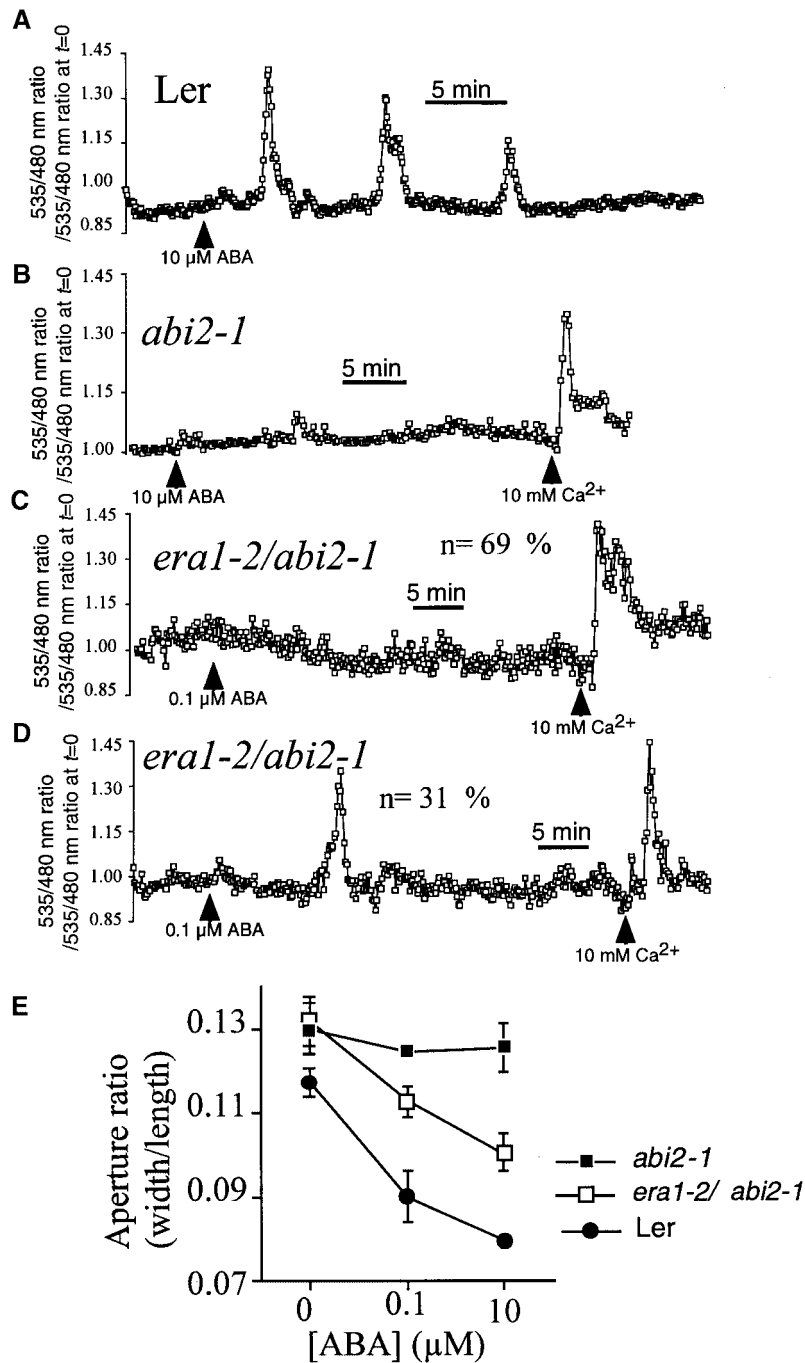 A
535/480 nm ratio
/535/480 nm ratio at t=0
1.45
1.30
1.15
1.00
0.85
Ler
5 min
10 µM ABA
B
535/480 nm ratio
/535/480 nm ratio at t=0
1.45
1.30
1.15
1.00
abi2-1
5 min
10 µM ABA
10 mM Ca2+
C
535/480 nm ratio
/535/480 nm ratio at t=0
1.45
1.30
1.15
1.00
0.85
era1-2/abi2-1
n= 69 %
5 min
0.1 µM ABA
10 mM Ca2+
D
535/480 nm ratio
/535/480 nm ratio at t=0
1.45
1.30
1.15
1.00
0.85
era1-2/abi2-1
n= 31 %
5 min
0.1 µM ABA
10 mM Ca2+
E
Aperture ratio
(width/length)
0.13
0.11
0.09
0.07
0
0.1
10
[ABA] (µM)
abi2-1
era1-2/ abi2-1
Ler